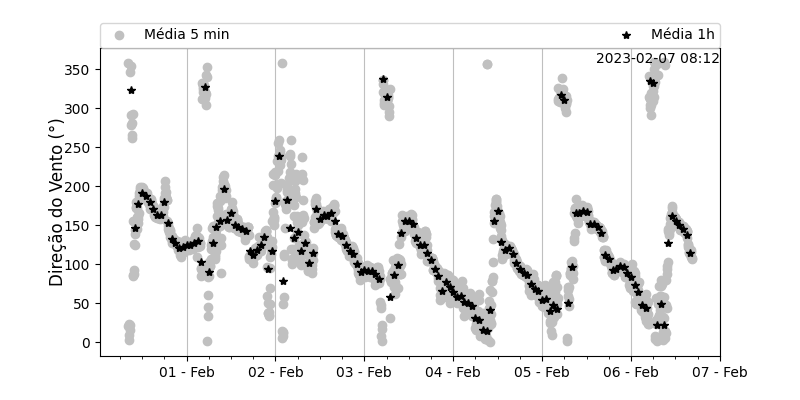 Média 5 min
Média 1h
2023-02-07 08:12
Direção do Vento (°)
350
300
250
200
150
100
50
0
01 - Feb
02 - Feb
03 - Feb
04 - Feb
05 - Feb
06 - Feb
07 - Feb